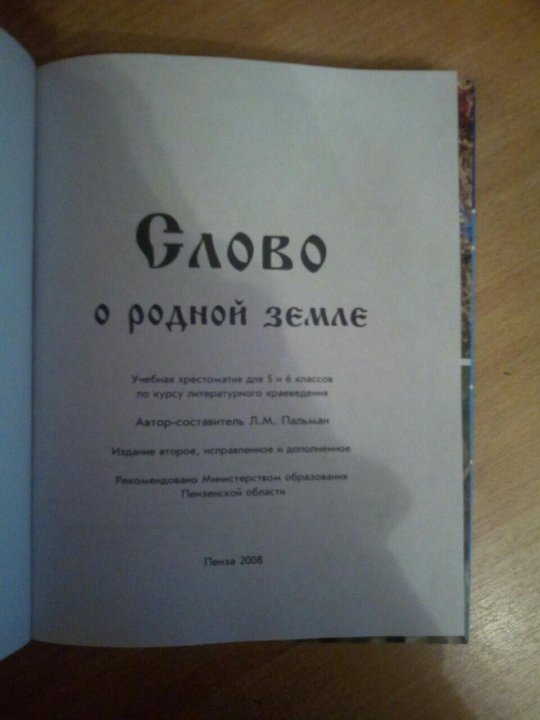 Слово
о родной земле
Учебная хрестоматия для 5 и 6 классов
по курсу литературного краеведения
Автор-составитель Л.М. Пальман
Издание второе, исправленное и дополненное
Рекомендовано Министерством образования
Пензенской области
Пенза 2008